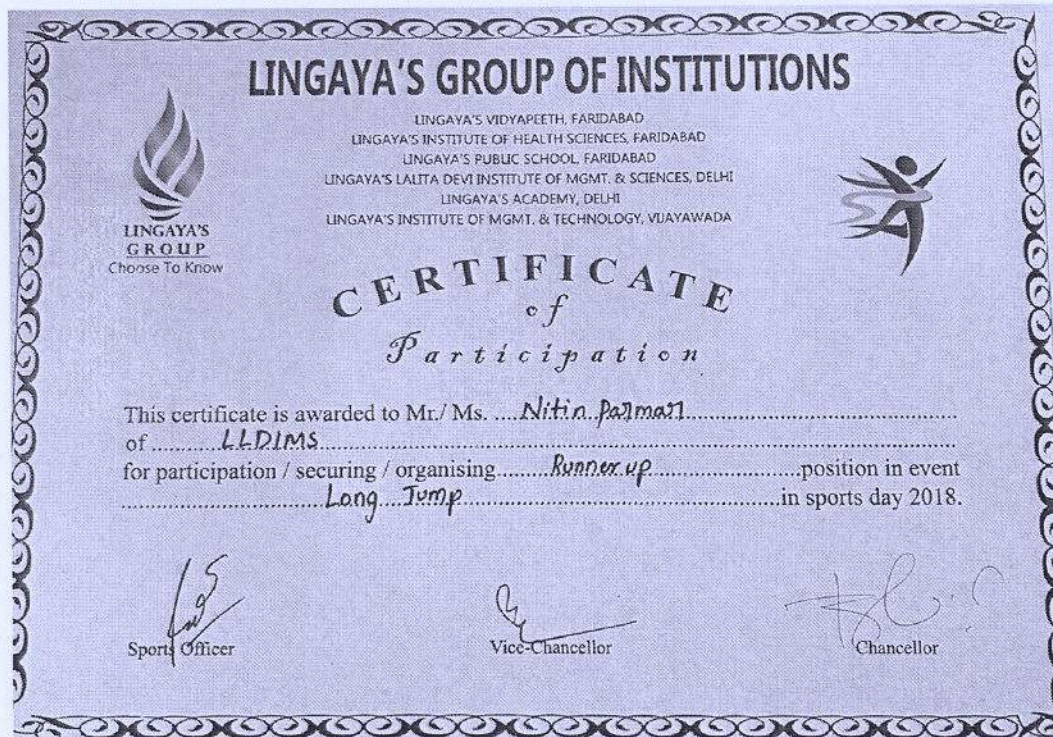 LINGAYA'S GROUP OF INSTITUTIONS
LINGAYA'S VIDYAPEETH, FARIDABAD
LINGAYA'S INSTITUTE OF HEALTH SCIENCES, FARIDABAD
LINGAYA'S PUBLIC SCHOOL, FARIDABAD
LINGAYA'S LALITA DEVI INSTITUTE OF MGMT. & SCIENCES, DELHI
LINGAYA'S ACADEMY, DELHI
LINGAYA'S INSTITUTE OF MGMT. & TECHNOLOGY, VIJAYAWADA
LINGAYA'S
GROUP
Choose To Know
CERTIFICATE
of
Participation
This certificate is awarded to Mr./ Ms. ....Nitin Parmar....
of ........LLDIMS........
for participation / securing / organising........Runner up........position in event
........Long Jump........in sports day 2018.
Sports Officer
Vice-Chancellor
Chancellor